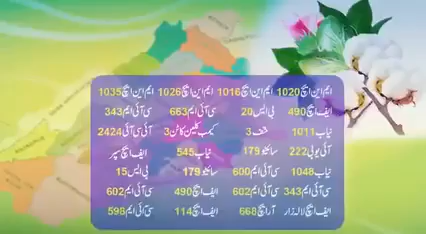 ایم این ایچ 1020 ایم این ایچ 1016 ایم این ایچ 1026 ایم این ایچ 1035
ایف ایچ 490 بی ایس 20 سی آئی ایم 663 سی آئی ایم 343
نیاب 1011 شف 3 کیب کلین کاٹن 3 آئی سی آئی 2424
آئی یو بی 222 سائٹو 179 نیاب 545 ایف ایچ سپر
نیاب 1048 سی آئی ایم 600 سائٹو 179 بی ایس 15
سی آئی ایم 343 سی آئی ایم 602 ایف ایچ 490 سی آئی ایم 602
ایف ایچ لالہ زار آر ایچ 668 ایف ایچ 114 سی آئی ایم 598